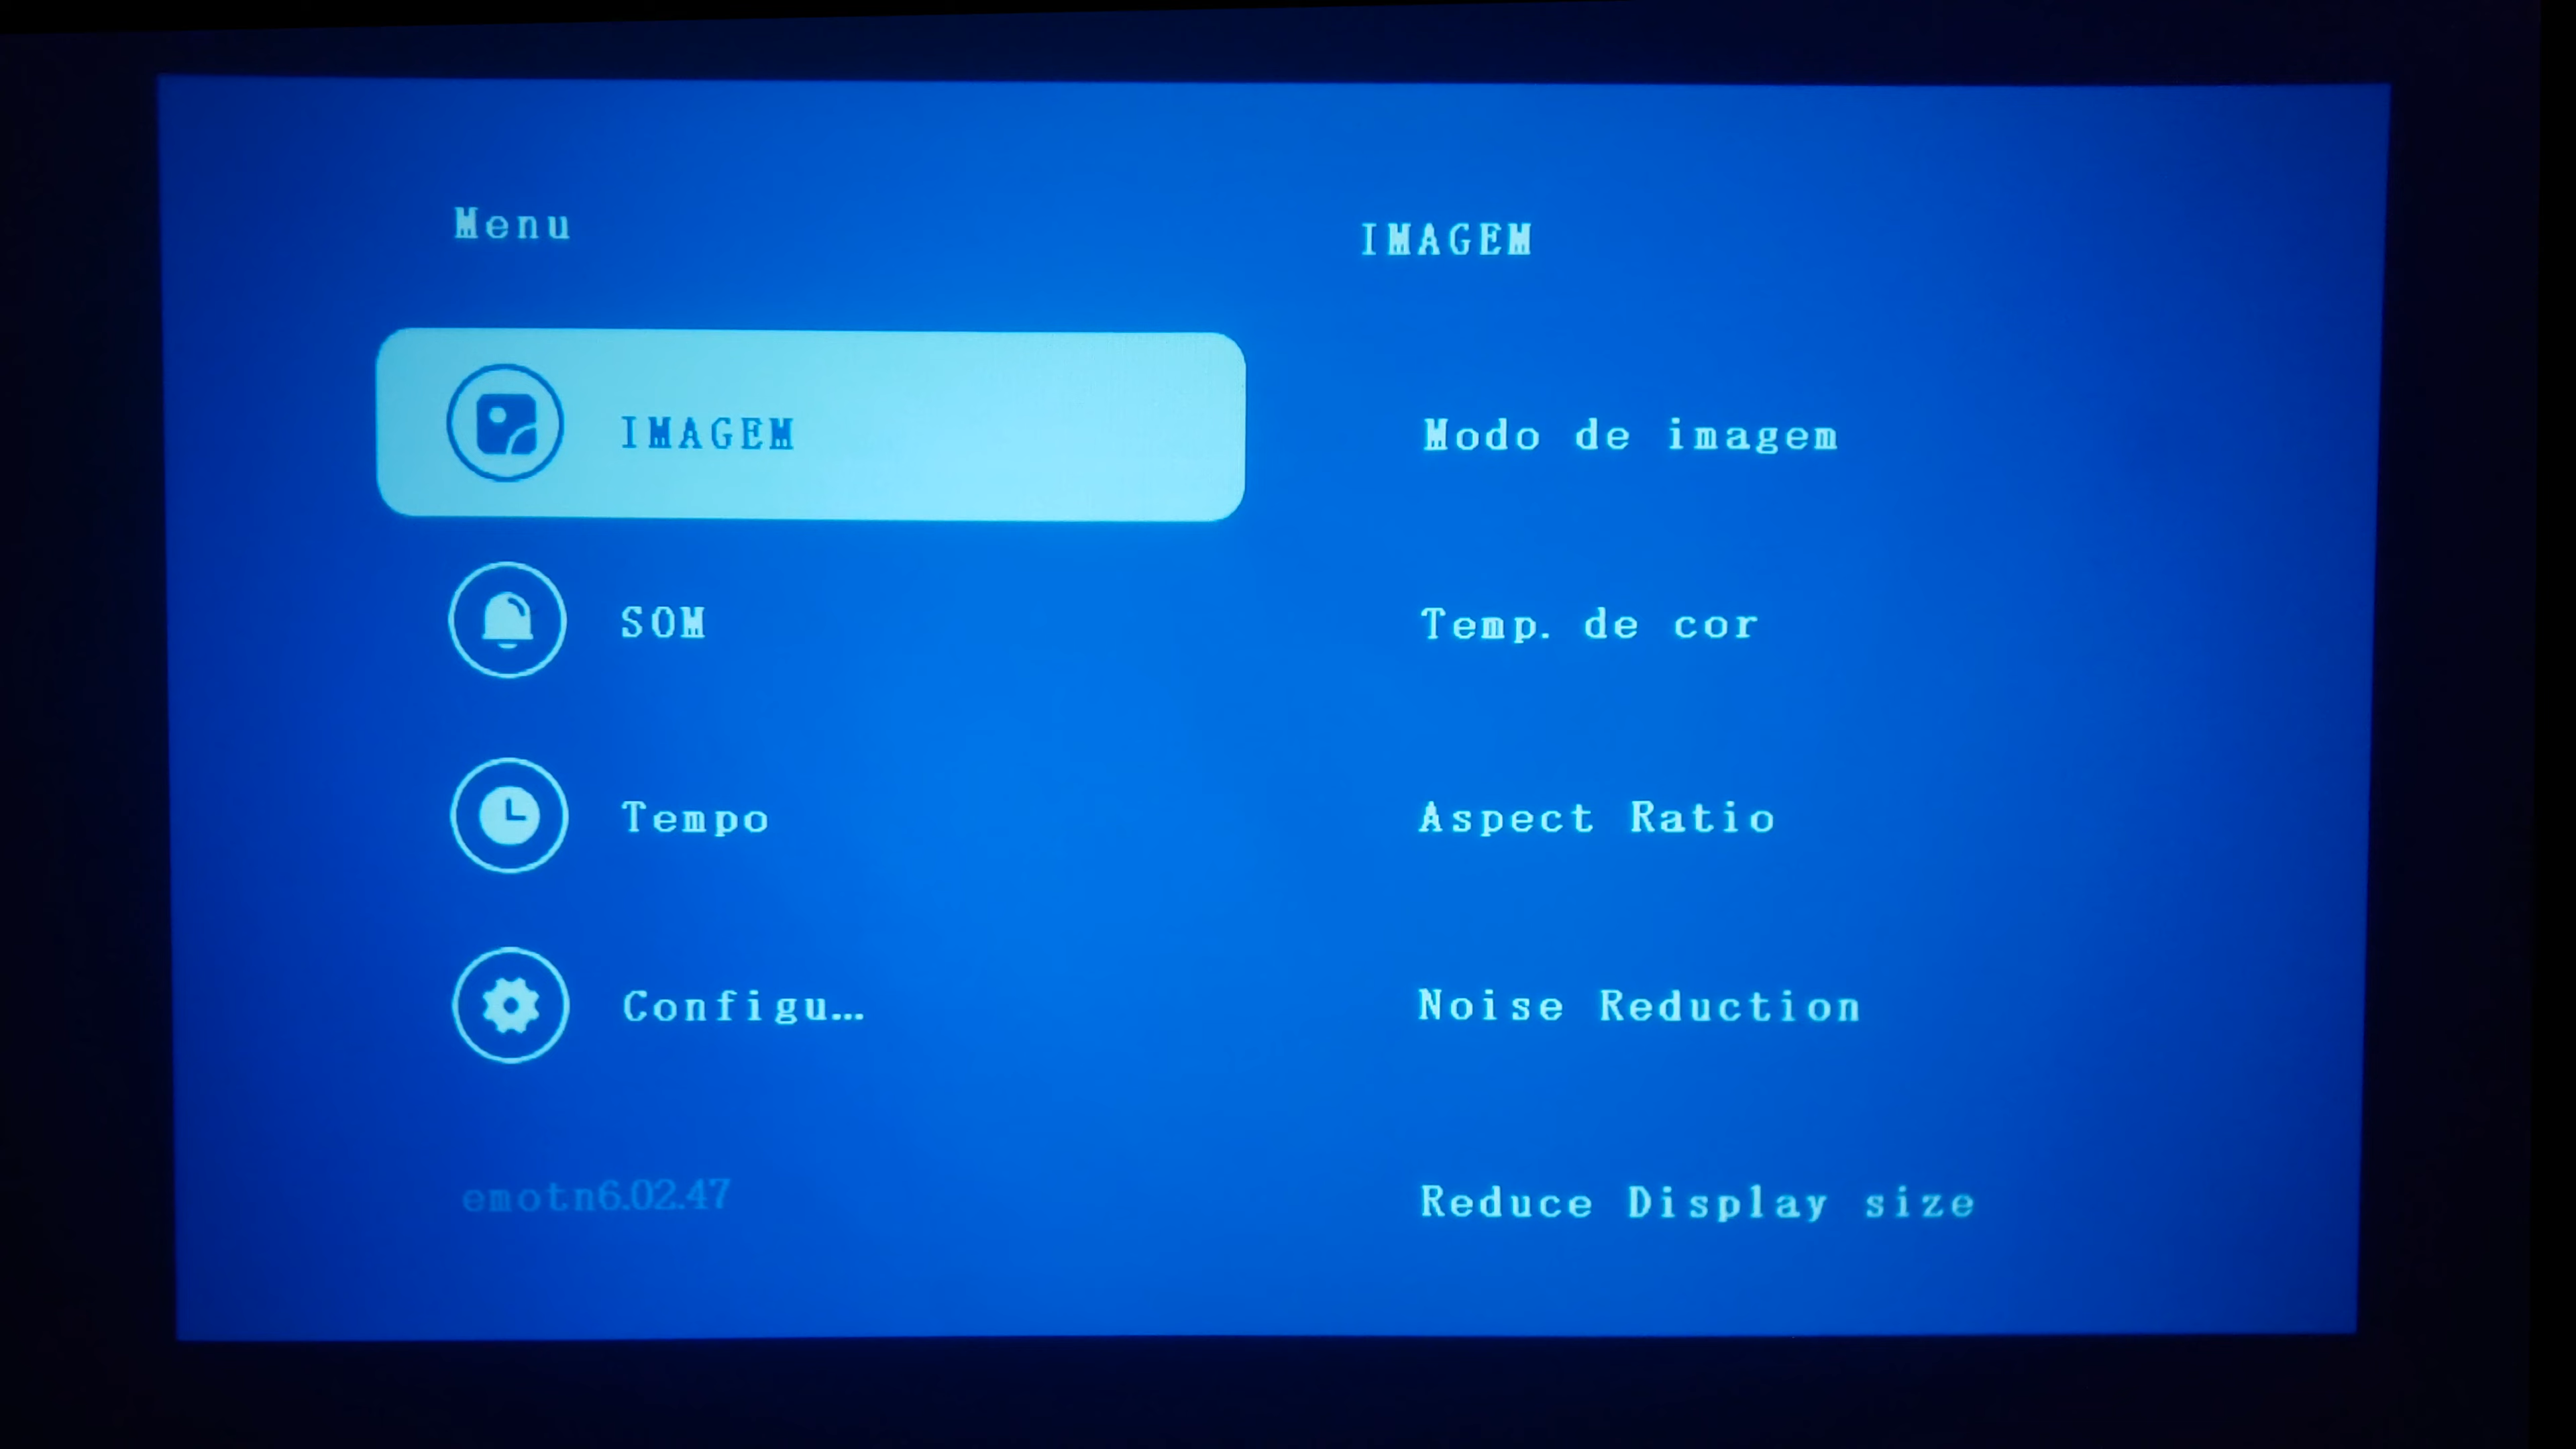 Menu
IMAGEM
IMAGEM
Modo de imagem
SOM
Temp. de cor
Tempo
Aspect Ratio
Configu...
Noise Reduction
emotn6.02.47
Reduce Display size